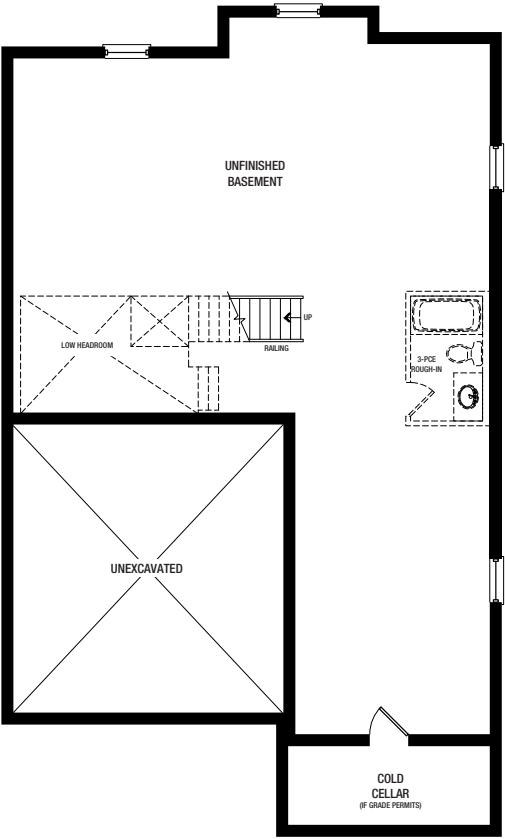 UNFINISHED
BASEMENT
UP
LOW HEADROOM
RAILING
3-PCE
ROUGH-IN
UNEXCAVATED
COLD
CELLAR
(IF GRADE PERMITS)